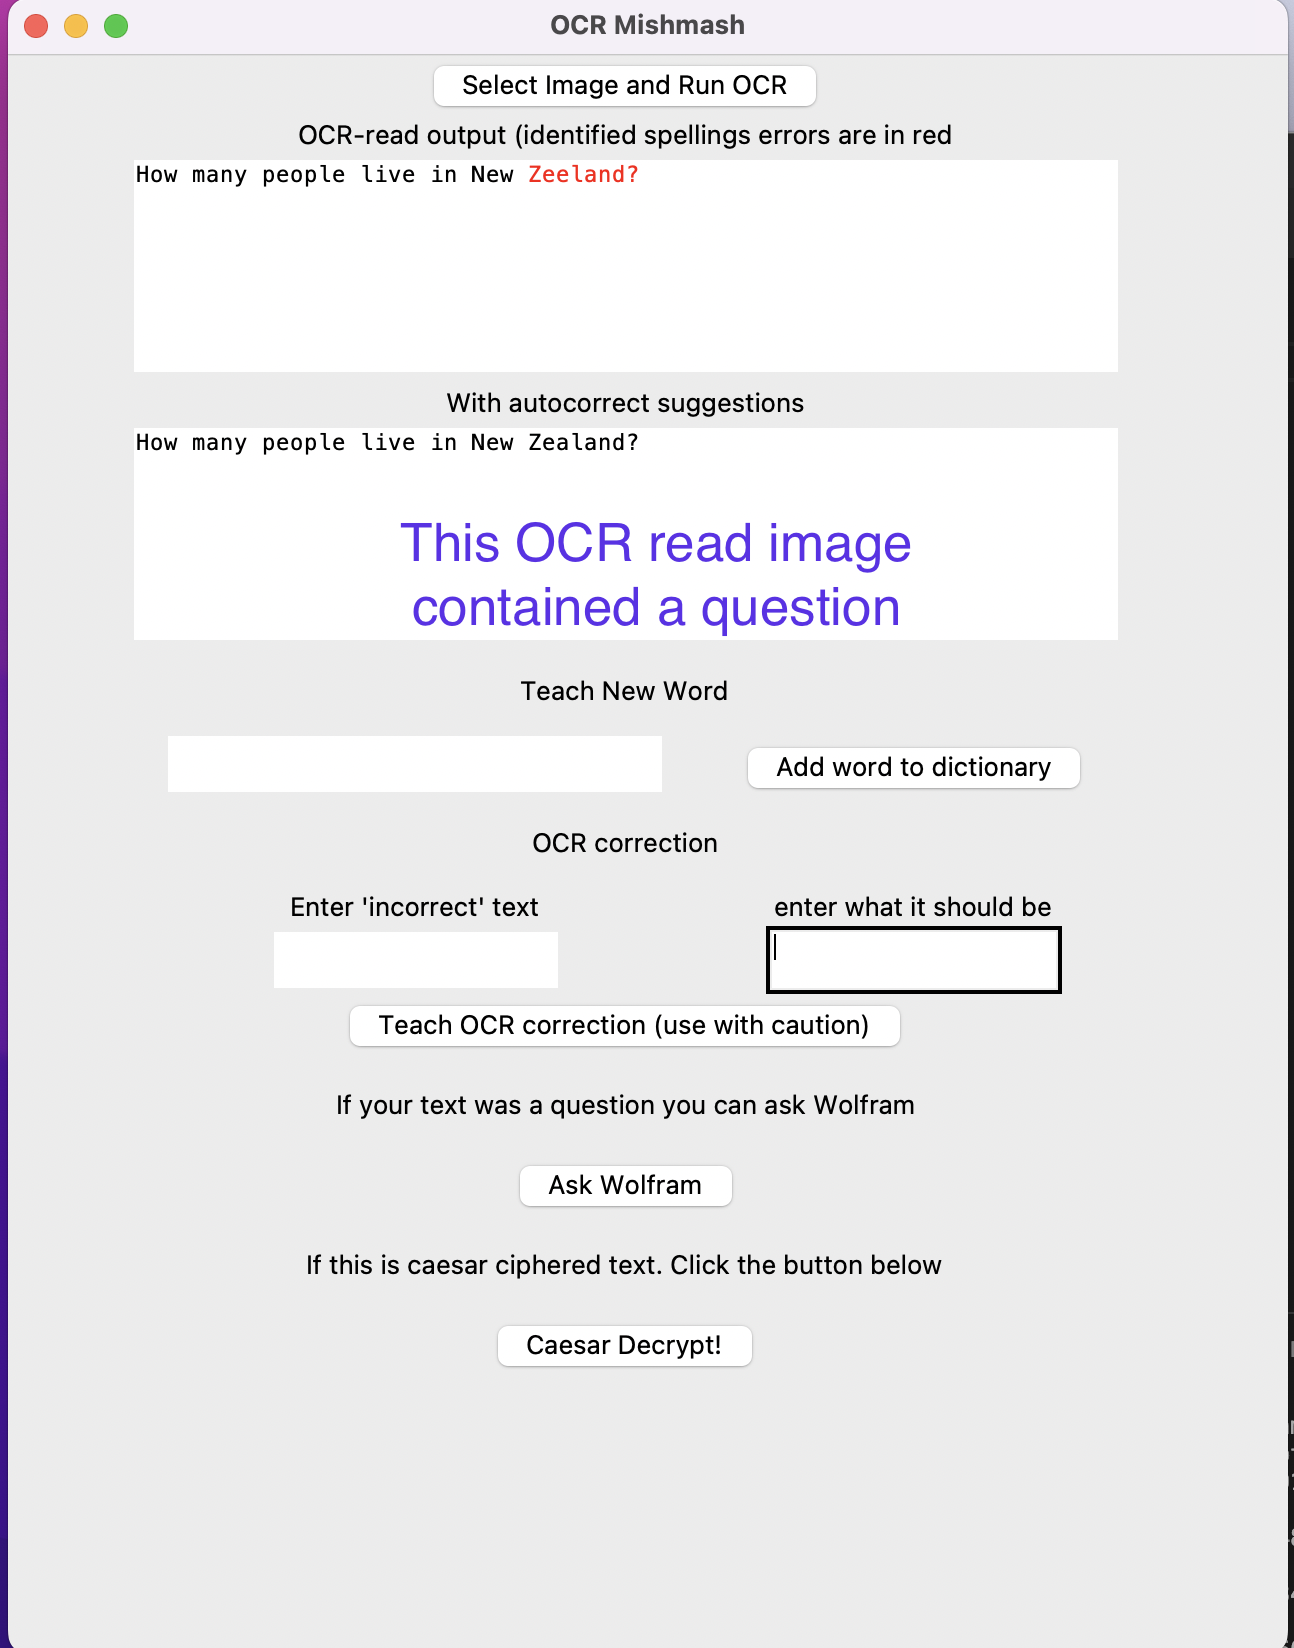 OCR Mishmash
Select Image and Run OCR
OCR-read output (identified spellings errors are in red
How many people live in New Zeeland?
With autocorrect suggestions
How many people live in New Zealand?
This OCR read image
contained a question
Teach New Word
Add word to dictionary
OCR correction
Enter 'incorrect' text
enter what it should be
Teach OCR correction (use with caution)
If your text was a question you can ask Wolfram
Ask Wolfram
If this is caesar ciphered text. Click the button below
Caesar Decrypt!